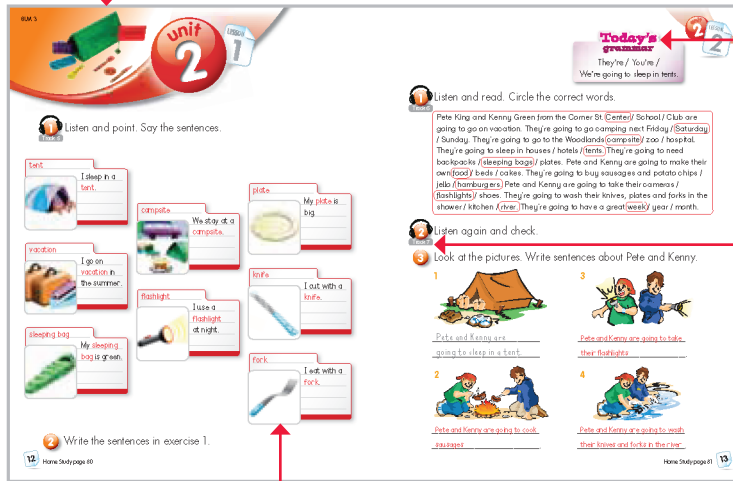 BLM 3
unit
2
LESSON
1
1 Listen and point. Say the sentences.
tent
I sleep in a
tent.
vacation
I go on
vacation in
the summer.
sleeping bag
My sleeping
bag is green.
campsite
We stay at a
campsite.
flashlight
I use a
flashlight
at night.
plate
My plate is
big.
knife
I cut with a
knife.
fork
I eat with a
fork.
2 Write the sentences in exercise 1.
12 Home Study page 80
Today's
grammar
They're / You're /
We're going to sleep in tents.
2
2
1 Listen and read. Circle the correct words.
Pete King and Kenny Green from the Corner St. Center / School / Club are
going to go on vacation. They're going to go camping next Friday / Saturday
/ Sunday. They're going to go to the Woodlands campsite / zoo / hospital.
They're going to sleep in houses / hotels / tents. They're going to need
backpacks / sleeping bags / plates. Pete and Kenny are going to make their
own food / beds / cakes. They're going to buy sausages and potato chips /
jello / hamburgers. Pete and Kenny are going to take their cameras /
flashlights / shoes. They're going to wash their knives, plates and forks in the
shower / kitchen / river. They're going to have a great week / year / month.
2 Listen again and check.
Track 7
3 Look at the pictures. Write sentences about Pete and Kenny.
1
Pete and Kenny are
going to sleep in a tent.
3
Pete and Kenny are going to take
their flashlights.
2
Pete and Kenny are going to cook
sausages
4
Pete and Kenny are going to wash
their knives and forks in the river
Home Study page 81 13